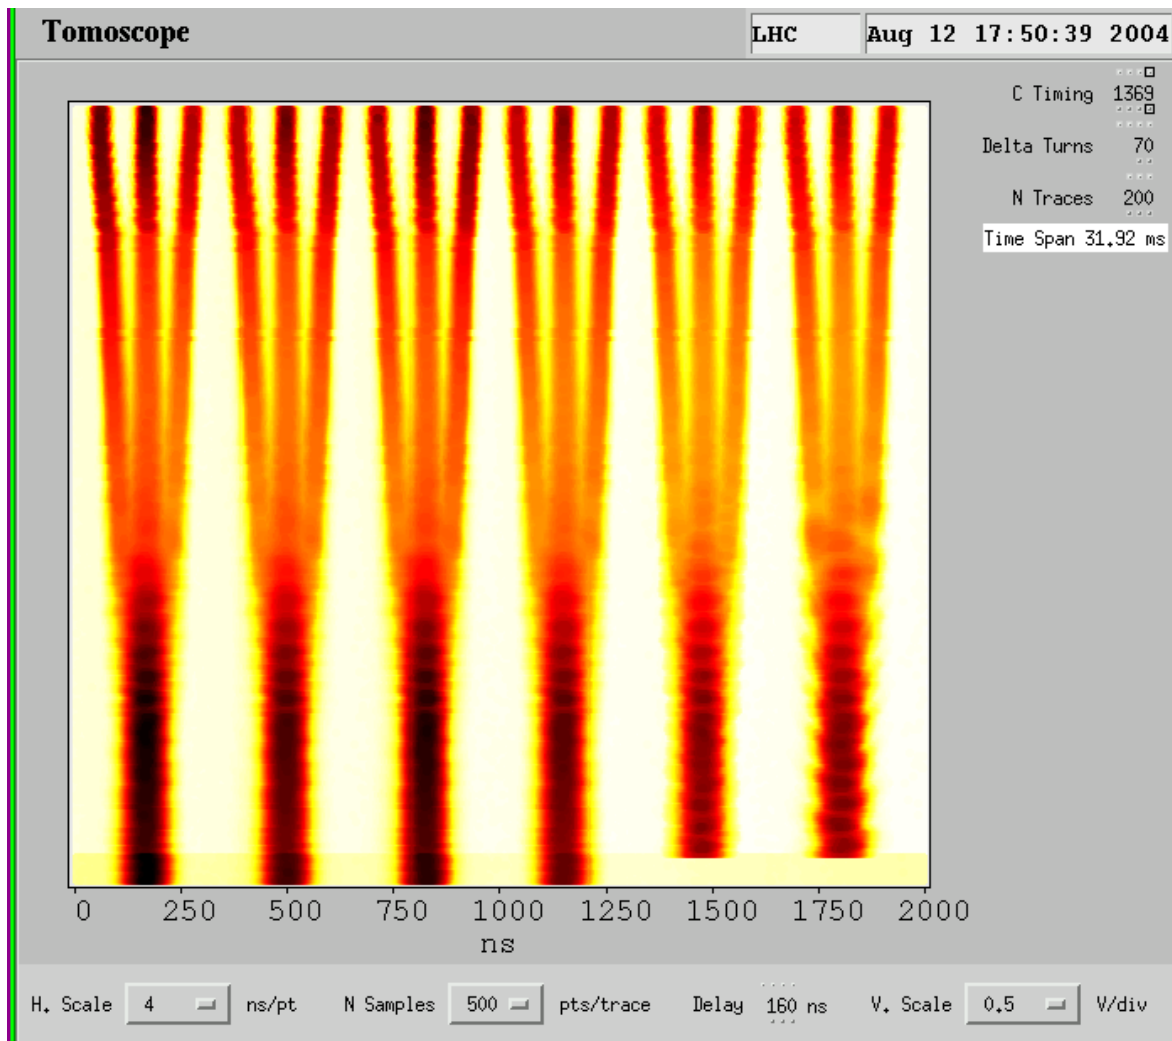 Tomoscope
LHC
Aug 12 17:50:39 2004
C Timing 1369
Delta Turns 70
N Traces 200
Time Span 31.92 ms
0 250 500 750 1000 1250 1500 1750 2000
ns
H. Scale 4 ns/pt N Samples 500 pts/trace Delay 160 ns V. Scale 0.5 V/div